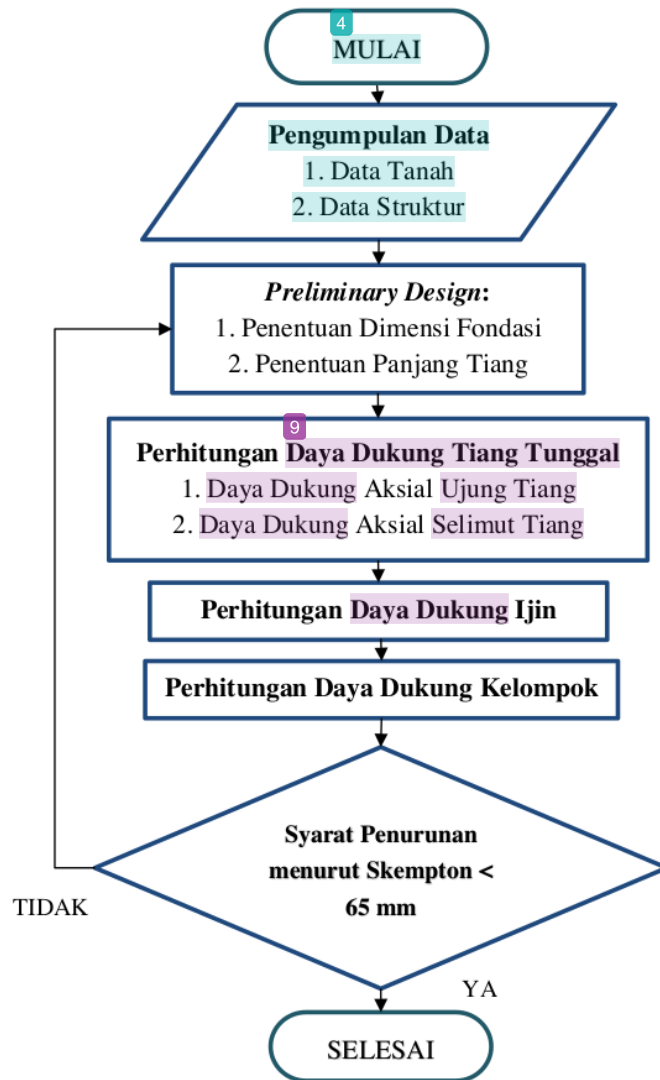 4
MULAI
Pengumpulan Data
1. Data Tanah
2. Data Struktur
Preliminary Design:
1. Penentuan Dimensi Fondasi
2. Penentuan Panjang Tiang
9
Perhitungan Daya Dukung Tiang Tunggal
1. Daya Dukung Aksial Ujung Tiang
2. Daya Dukung Aksial Selimut Tiang
Perhitungan Daya Dukung Ijin
Perhitungan Daya Dukung Kelompok
Syarat Penurunan
menurut Skempton <
65 mm
TIDAK
YA
SELESAI